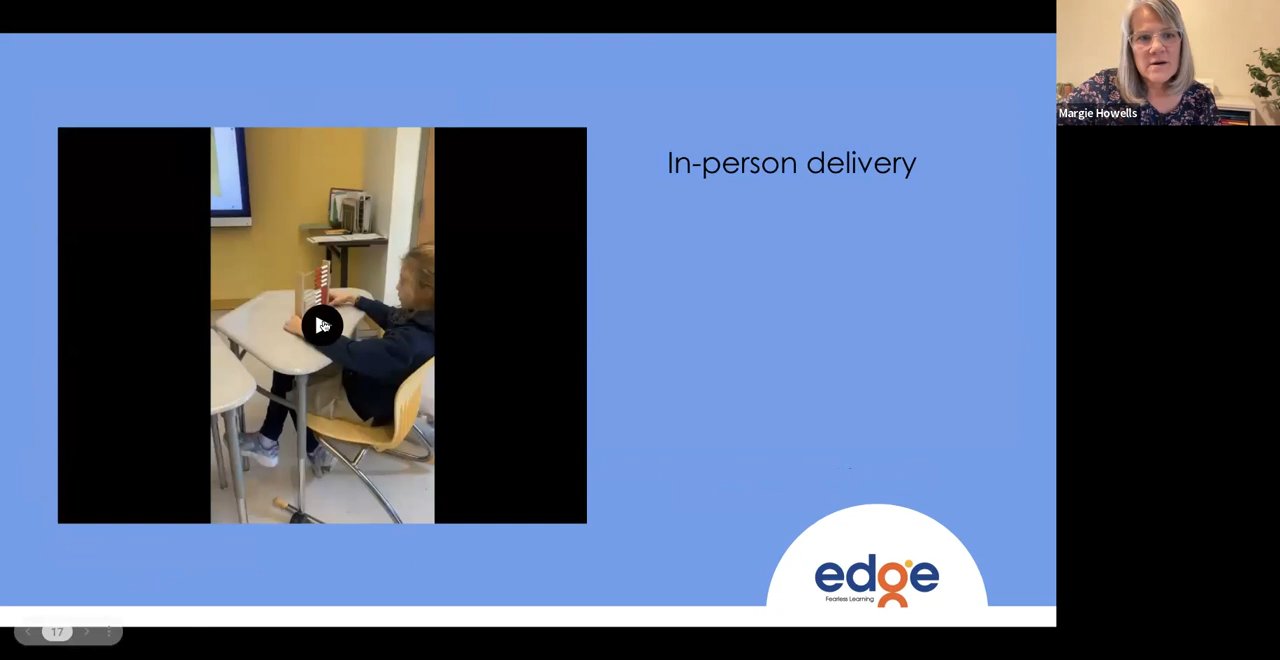 In-person delivery
Margie Howells
edge
Fearless Learning
17